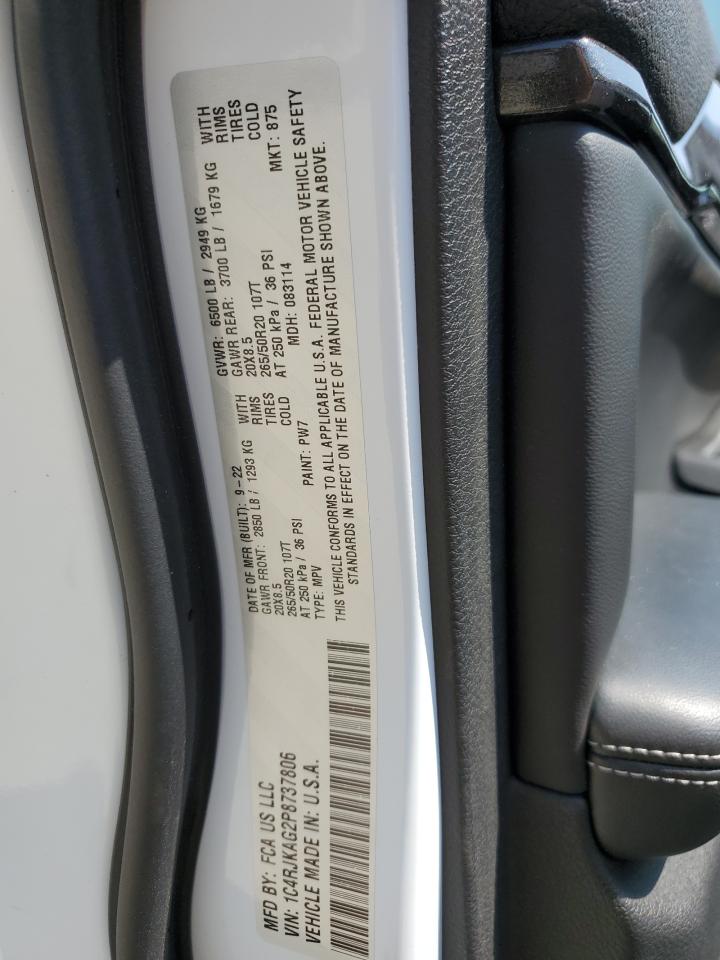 MFD BY: FCA US LLC
DATE OF MFR (BUILT): 9-22
GVWR: 6500 LB / 2949 KG
VIN: 1C4RJKAG2P8737806
GAWR FRONT: 2850 LB / 1293 KG WITH
GAWR REAR: 3700 LB / 1679 KG WITH
VEHICLE MADE IN: U.S.A.
20X8.5 RIMS
20X8.5 RIMS
265/50R20 107T TIRES
265/50R20 107T TIRES
AT 250 kPa / 36 PSI COLD
AT 250 kPa / 36 PSI COLD
TYPE: MPV PAINT: PW7 MDH: 083114 MKT: 875
THIS VEHICLE CONFORMS TO ALL APPLICABLE U.S.A. FEDERAL MOTOR VEHICLE SAFETY
STANDARDS IN EFFECT ON THE DATE OF MANUFACTURE SHOWN ABOVE.